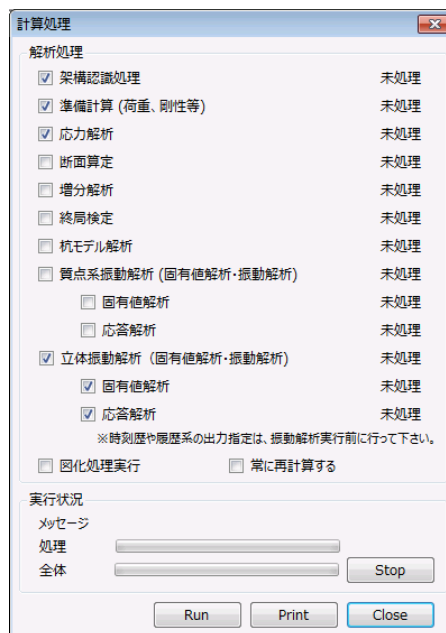 計算処理
解析処理
架構認識処理 未処理
準備計算 (荷重、剛性等) 未処理
応力解析 未処理
断面算定 未処理
増分解析 未処理
終局検定 未処理
杭モデル解析 未処理
質点系振動解析 (固有値解析・振動解析) 未処理
固有値解析 未処理
応答解析 未処理
立体振動解析 (固有値解析・振動解析) 未処理
固有値解析 未処理
応答解析 未処理
※時刻歴や履歴系の出力指定は、振動解析実行前に行って下さい。
図化処理実行 常に再計算する
実行状況
メッセージ
処理
全体 Stop
Run Print Close